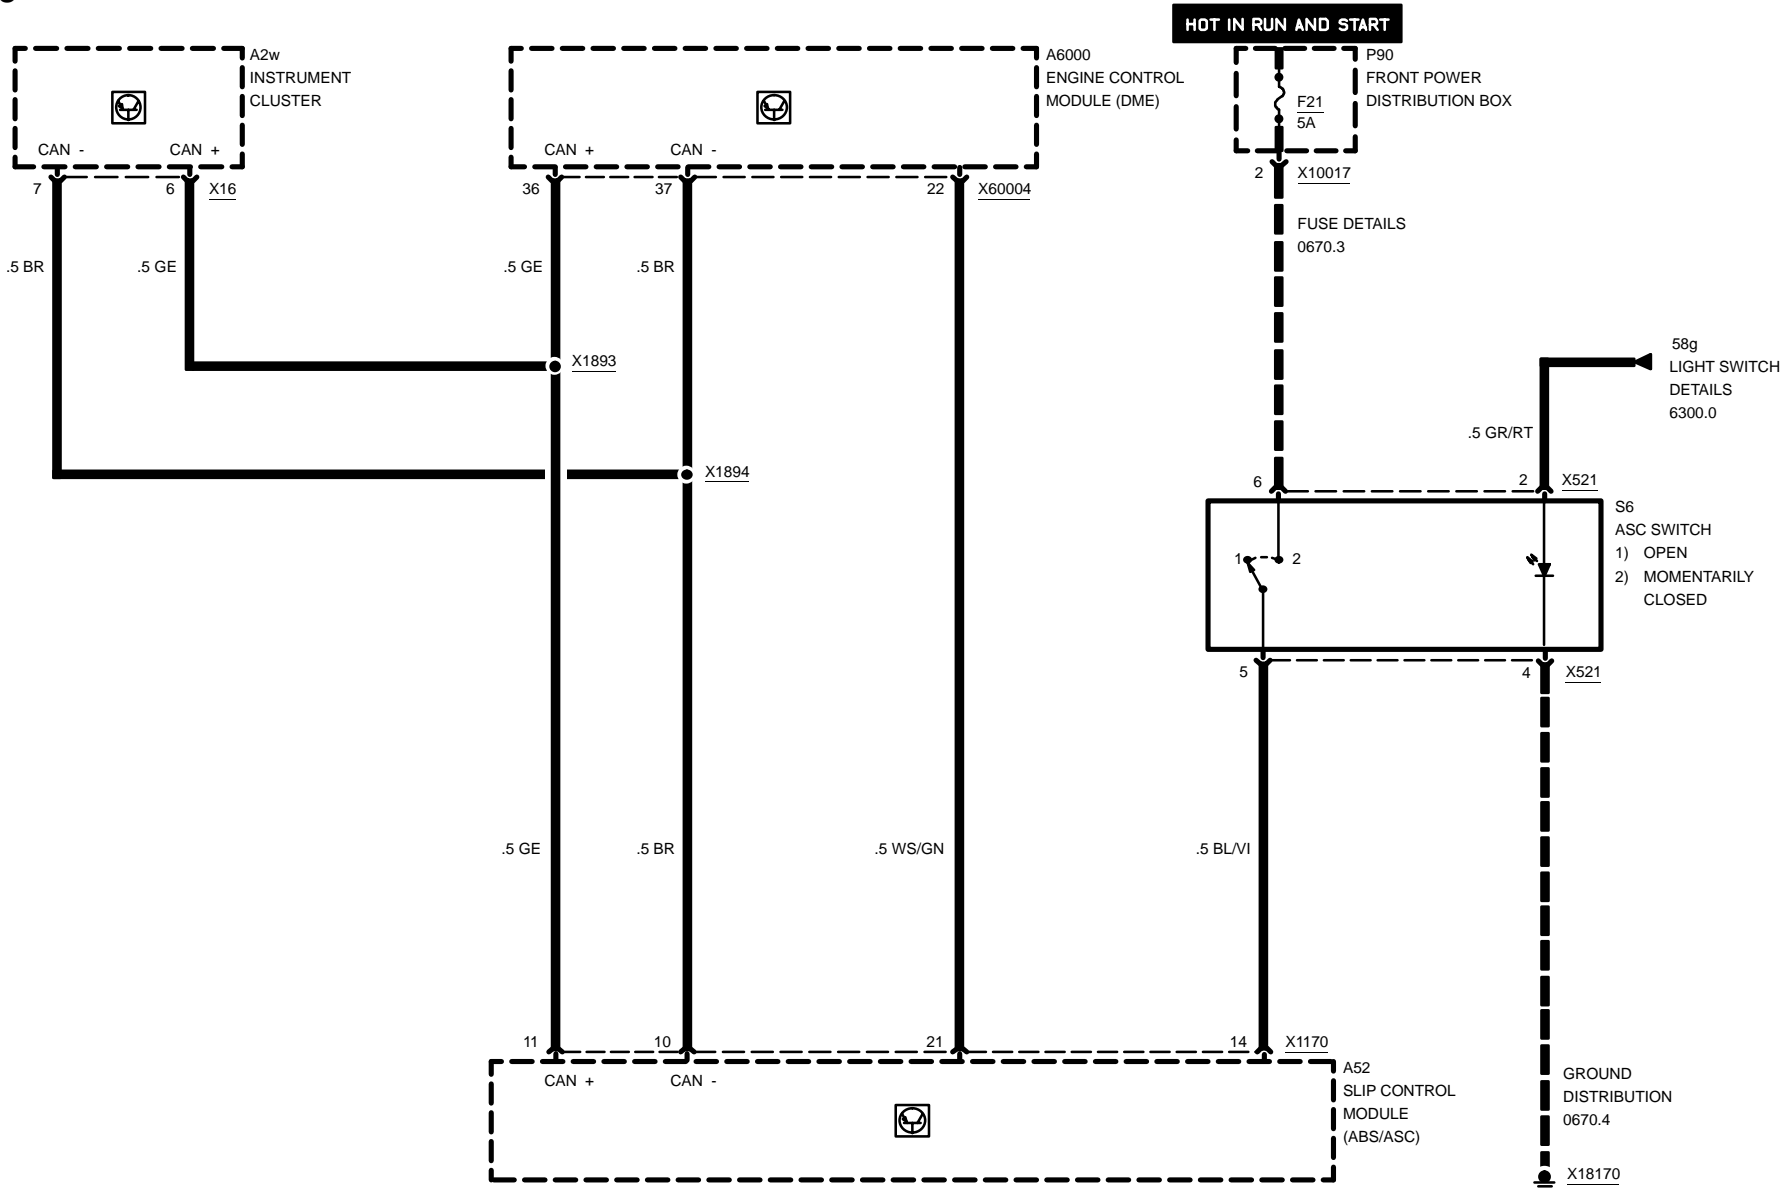 HOT IN RUN AND START
A2w
INSTRUMENT
CLUSTER
CAN -
CAN +
7
6
X16
A6000
ENGINE CONTROL
MODULE (DME)
CAN +
CAN -
36
37
22
X60004
P90
FRONT POWER
DISTRIBUTION BOX
F21
5A
2
X10017
FUSE DETAILS
0670.3
.5 BR
.5 GE
.5 GE
.5 BR
X1893
X1894
58g
LIGHT SWITCH
DETAILS
6300.0
.5 GR/RT
6
2
X521
S6
ASC SWITCH
1) OPEN
2) MOMENTARILY
CLOSED
1
2
5
4
X521
.5 GE
.5 BR
.5 WS/GN
.5 BL/VI
11
10
21
14
X1170
CAN +
CAN -
A52
SLIP CONTROL
MODULE
(ABS/ASC)
GROUND
DISTRIBUTION
0670.4
X18170